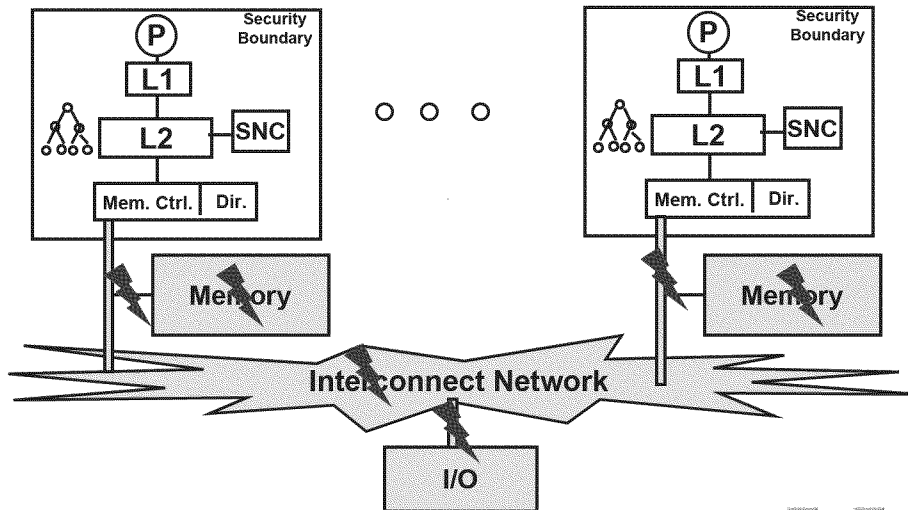 Security
Boundary
P
L1
L2
SNC
Mem. Ctrl.
Dir.
Memory
Security
Boundary
P
L1
L2
SNC
Mem. Ctrl.
Dir.
Memory
Interconnect Network
I/O